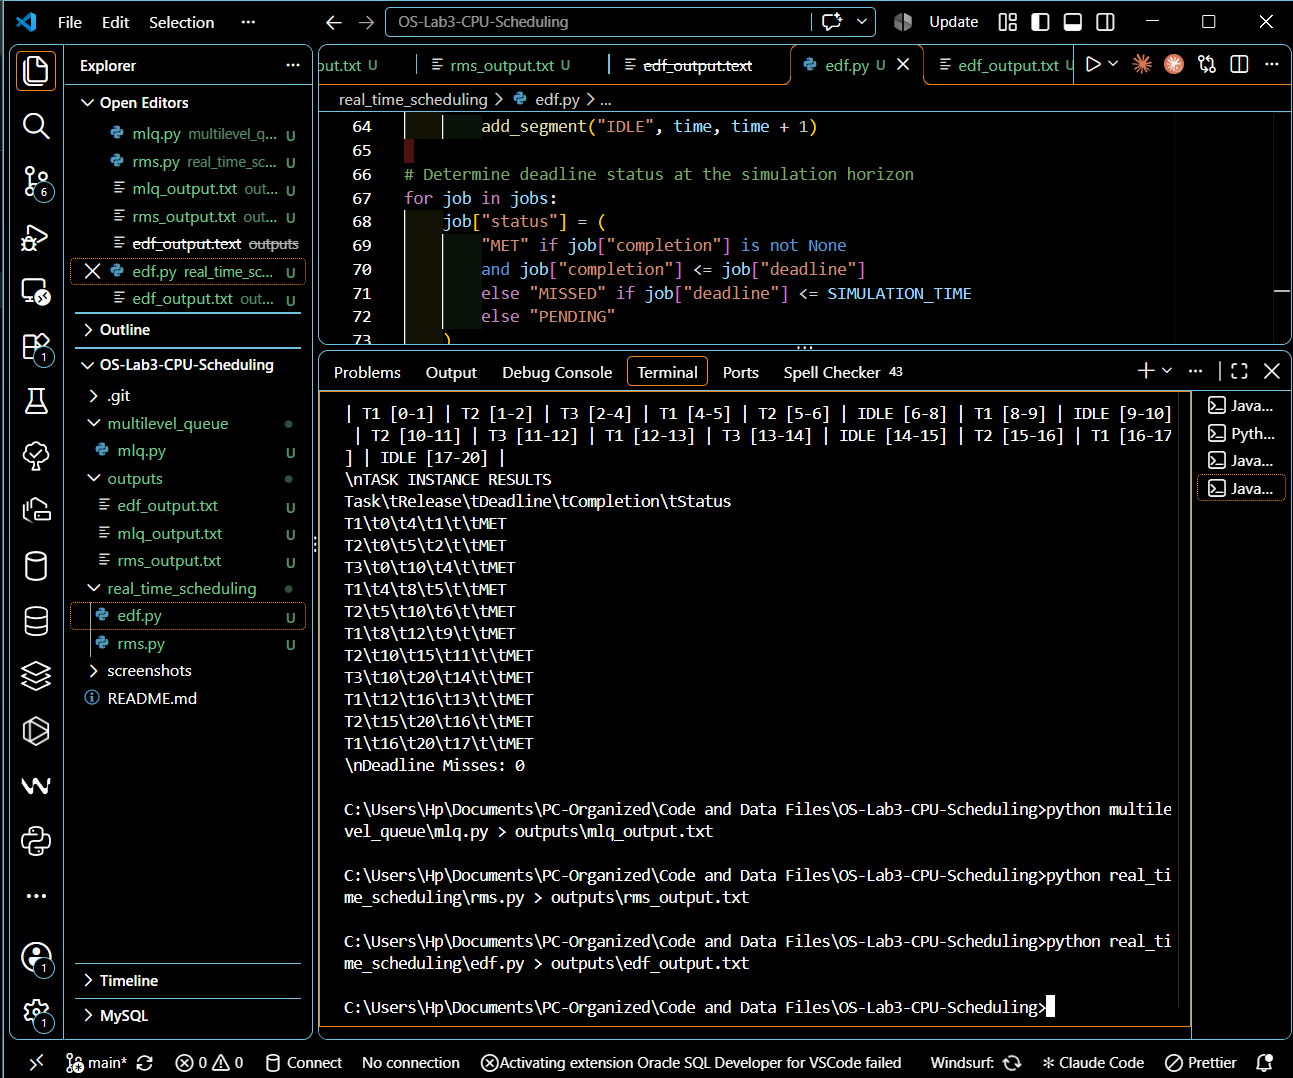 File Edit Selection ··· OS-Lab3-CPU-Scheduling Update
Explorer ···
Open Editors
mlq.py multilevel_q... U
rms.py real_time_sc... U
mlq_output.txt out... U
rms_output.txt out... U
edf_output.text outputs
edf.py real_time_sc... U
edf_output.txt out... U
Outline
OS-Lab3-CPU-Scheduling
.git
multilevel_queue
mlq.py U
outputs
edf_output.txt U
mlq_output.txt U
rms_output.txt U
real_time_scheduling
edf.py U
rms.py U
screenshots
README.md
Timeline
MySQL
6
1
1
1
put.txt U rms_output.txt U edf_output.text edf.py U edf_output.txt U
real_time_scheduling > edf.py > ...
64 add_segment("IDLE", time, time + 1)
65
66 # Determine deadline status at the simulation horizon
67 for job in jobs:
68 job["status"] = (
69 "MET" if job["completion"] is not None
70 and job["completion"] <= job["deadline"]
71 else "MISSED" if job["deadline"] <= SIMULATION_TIME
72 else "PENDING"
73 )
Problems Output Debug Console Terminal Ports Spell Checker 43
| T1 [0-1] | T2 [1-2] | T3 [2-4] | T1 [4-5] | T2 [5-6] | IDLE [6-8] | T1 [8-9] | IDLE [9-10]
| T2 [10-11] | T3 [11-12] | T1 [12-13] | T3 [13-14] | IDLE [14-15] | T2 [15-16] | T1 [16-17
] | IDLE [17-20] |
\nTASK INSTANCE RESULTS
Task\tRelease\tDeadline\tCompletion\tStatus
T1\t0\t4\t1\t\tMET
T2\t0\t5\t2\t\tMET
T3\t0\t10\t4\t\tMET
T1\t4\t8\t5\t\tMET
T2\t5\t10\t6\t\tMET
T1\t8\t12\t9\t\tMET
T2\t10\t15\t11\t\tMET
T3\t10\t20\t14\t\tMET
T1\t12\t16\t13\t\tMET
T2\t15\t20\t16\t\tMET
T1\t16\t20\t17\t\tMET
\nDeadline Misses: 0
C:\Users\Hp\Documents\PC-Organized\Code and Data Files\OS-Lab3-CPU-Scheduling>python multile
vel_queue\mlq.py > outputs\mlq_output.txt
C:\Users\Hp\Documents\PC-Organized\Code and Data Files\OS-Lab3-CPU-Scheduling>python real_ti
me_scheduling\rms.py > outputs\rms_output.txt
C:\Users\Hp\Documents\PC-Organized\Code and Data Files\OS-Lab3-CPU-Scheduling>python real_ti
me_scheduling\edf.py > outputs\edf_output.txt
C:\Users\Hp\Documents\PC-Organized\Code and Data Files\OS-Lab3-CPU-Scheduling>
Java...
Pyth...
Java...
Java...
main* 0 0 Connect No connection Activating extension Oracle SQL Developer for VSCode failed Windsurf: Claude Code Prettier